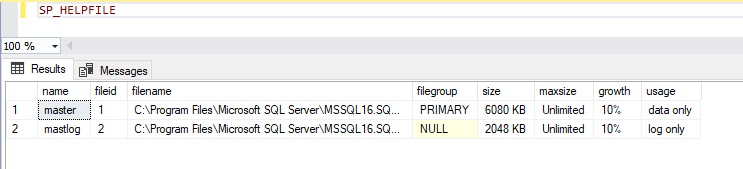 SP_HELPFILE
100 %
Results Messages
name fileid filename filegroup size maxsize growth usage
1 master 1 C:\Program Files\Microsoft SQL Server\MSSQL16.SQ... PRIMARY 6080 KB Unlimited 10% data only
2 mastlog 2 C:\Program Files\Microsoft SQL Server\MSSQL16.SQ... NULL 2048 KB Unlimited 10% log only